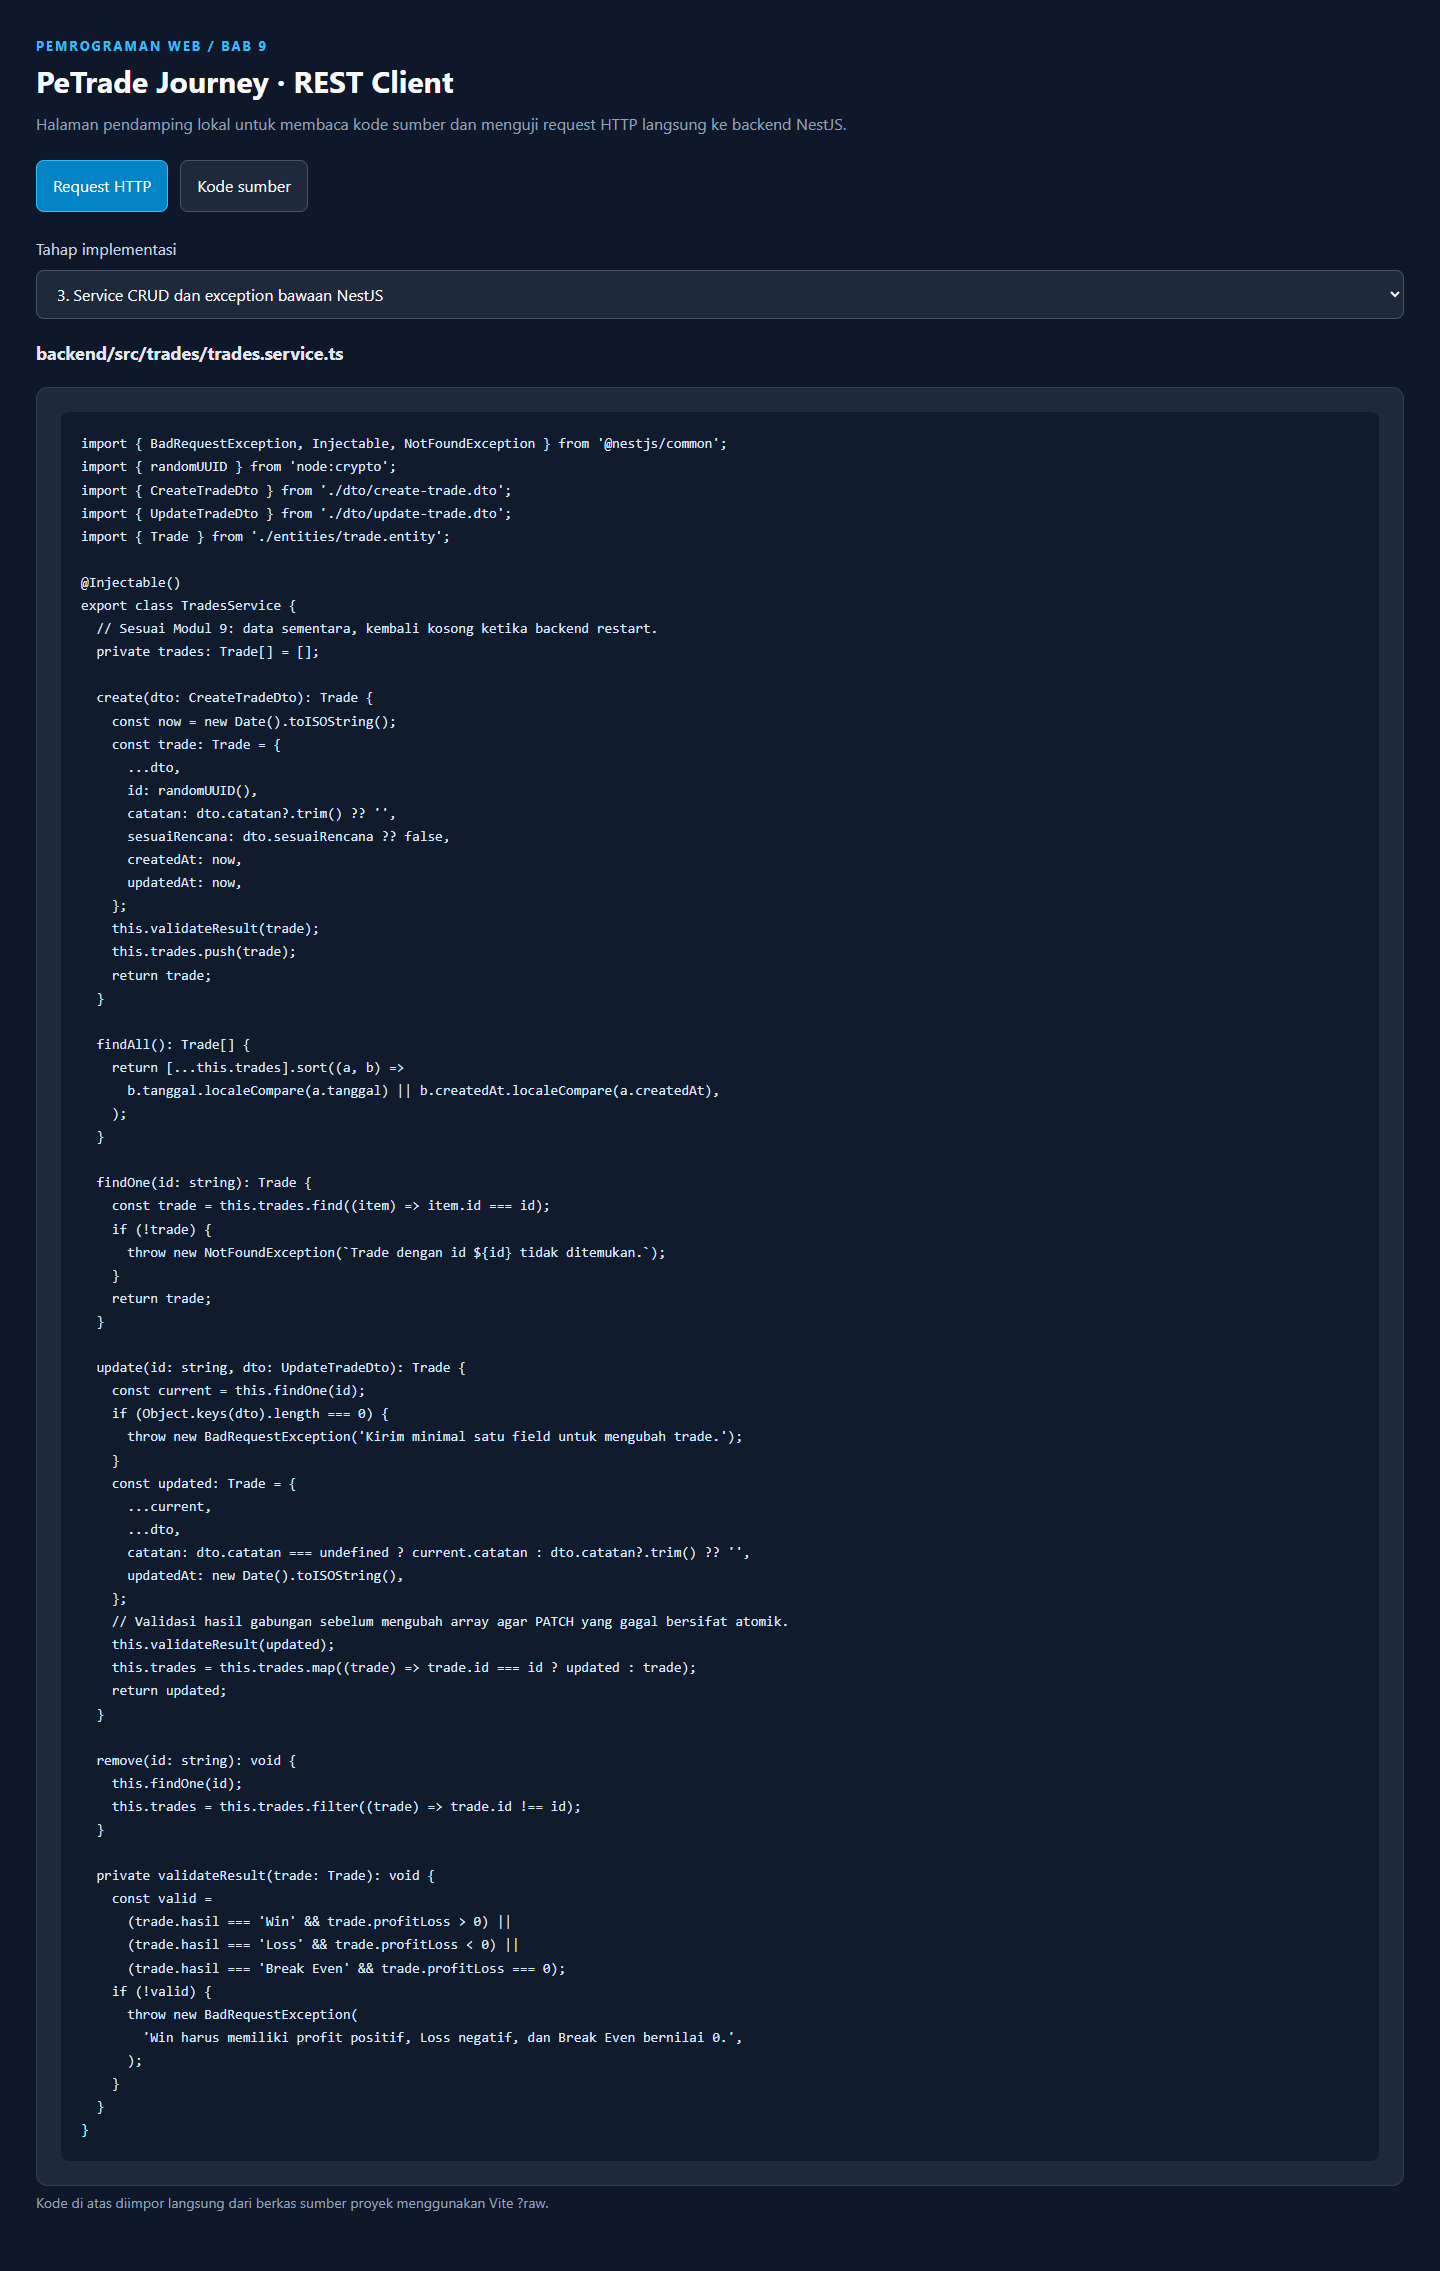 PEMROGRAMAN WEB / BAB 9
PeTrade Journey · REST Client
Halaman pendamping lokal untuk membaca kode sumber dan menguji request HTTP langsung ke backend NestJS.
Request HTTP
Kode sumber
Tahap implementasi
3. Service CRUD dan exception bawaan NestJS
backend/src/trades/trades.service.ts
import { BadRequestException, Injectable, NotFoundException } from '@nestjs/common';
import { randomUUID } from 'node:crypto';
import { CreateTradeDto } from './dto/create-trade.dto';
import { UpdateTradeDto } from './dto/update-trade.dto';
import { Trade } from './entities/trade.entity';

@Injectable()
export class TradesService {
  // Sesuai Modul 9: data sementara, kembali kosong ketika backend restart.
  private trades: Trade[] = [];

  create(dto: CreateTradeDto): Trade {
    const now = new Date().toISOString();
    const trade: Trade = {
      ...dto,
      id: randomUUID(),
      catatan: dto.catatan?.trim() ?? '',
      sesuaiRencana: dto.sesuaiRencana ?? false,
      createdAt: now,
      updatedAt: now,
    };
    this.validateResult(trade);
    this.trades.push(trade);
    return trade;
  }

  findAll(): Trade[] {
    return [...this.trades].sort((a, b) =>
      b.tanggal.localeCompare(a.tanggal) || b.createdAt.localeCompare(a.createdAt),
    );
  }

  findOne(id: string): Trade {
    const trade = this.trades.find((item) => item.id === id);
    if (!trade) {
      throw new NotFoundException(`Trade dengan id ${id} tidak ditemukan.`);
    }
    return trade;
  }

  update(id: string, dto: UpdateTradeDto): Trade {
    const current = this.findOne(id);
    if (Object.keys(dto).length === 0) {
      throw new BadRequestException('Kirim minimal satu field untuk mengubah trade.');
    }
    const updated: Trade = {
      ...current,
      ...dto,
      catatan: dto.catatan === undefined ? current.catatan : dto.catatan?.trim() ?? '',
      updatedAt: new Date().toISOString(),
    };
    // Validasi hasil gabungan sebelum mengubah array agar PATCH yang gagal bersifat atomik.
    this.validateResult(updated);
    this.trades = this.trades.map((trade) => trade.id === id ? updated : trade);
    return updated;
  }

  remove(id: string): void {
    this.findOne(id);
    this.trades = this.trades.filter((trade) => trade.id !== id);
  }

  private validateResult(trade: Trade): void {
    const valid =
      (trade.hasil === 'Win' && trade.profitLoss > 0) ||
      (trade.hasil === 'Loss' && trade.profitLoss < 0) ||
      (trade.hasil === 'Break Even' && trade.profitLoss === 0);
    if (!valid) {
      throw new BadRequestException(
        'Win harus memiliki profit positif, Loss negatif, dan Break Even bernilai 0.',
      );
    }
  }
}
Kode di atas diimpor langsung dari berkas sumber proyek menggunakan Vite ?raw.